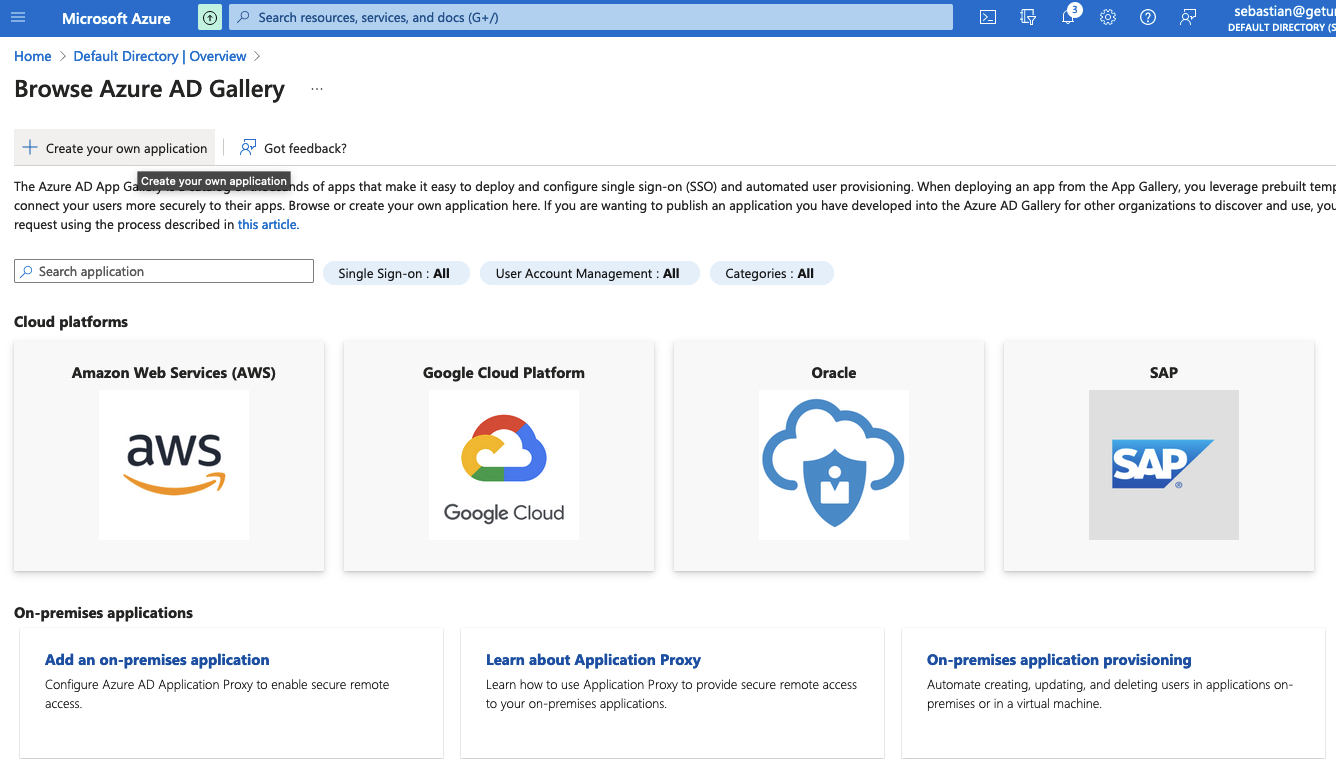 Microsoft Azure
Search resources, services, and docs (G+/)
3
sebastian@getu
DEFAULT DIRECTORY (S
Home > Default Directory | Overview >
Browse Azure AD Gallery ...
+ Create your own application
Got feedback?
Create your own application
The Azure AD App Ga nds of apps that make it easy to deploy and configure single sign-on (SSO) and automated user provisioning. When deploying an app from the App Gallery, you leverage prebuilt temp
connect your users more securely to their apps. Browse or create your own application here. If you are wanting to publish an application you have developed into the Azure AD Gallery for other organizations to discover and use, you
request using the process described in this article.
Search application
Single Sign-on : All
User Account Management : All
Categories : All
Cloud platforms
Amazon Web Services (AWS)
Google Cloud Platform
Oracle
SAP
aws
Google Cloud
SAP®
On-premises applications
Add an on-premises application
Configure Azure AD Application Proxy to enable secure remote
access.
Learn about Application Proxy
Learn how to use Application Proxy to provide secure remote access
to your on-premises applications.
On-premises application provisioning
Automate creating, updating, and deleting users in applications on-
premises or in a virtual machine.